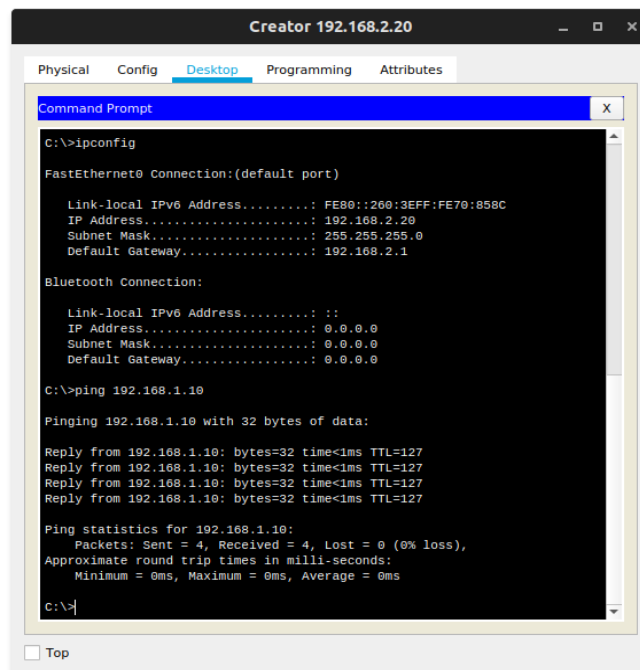 Creator 192.168.2.20
Physical Config Desktop Programming Attributes
Command Prompt X
C:\>ipconfig
FastEthernet0 Connection:(default port)
Link-local IPv6 Address.........: FE80::260:3EFF:FE70:858C
IP Address......................: 192.168.2.20
Subnet Mask.....................: 255.255.255.0
Default Gateway.................: 192.168.2.1
Bluetooth Connection:
Link-local IPv6 Address.........: ::
IP Address......................: 0.0.0.0
Subnet Mask.....................: 0.0.0.0
Default Gateway.................: 0.0.0.0
C:\>ping 192.168.1.10
Pinging 192.168.1.10 with 32 bytes of data:
Reply from 192.168.1.10: bytes=32 time<1ms TTL=127
Reply from 192.168.1.10: bytes=32 time<1ms TTL=127
Reply from 192.168.1.10: bytes=32 time<1ms TTL=127
Reply from 192.168.1.10: bytes=32 time<1ms TTL=127
Ping statistics for 192.168.1.10:
Packets: Sent = 4, Received = 4, Lost = 0 (0% loss),
Approximate round trip times in milli-seconds:
Minimum = 0ms, Maximum = 0ms, Average = 0ms
C:\>
Top